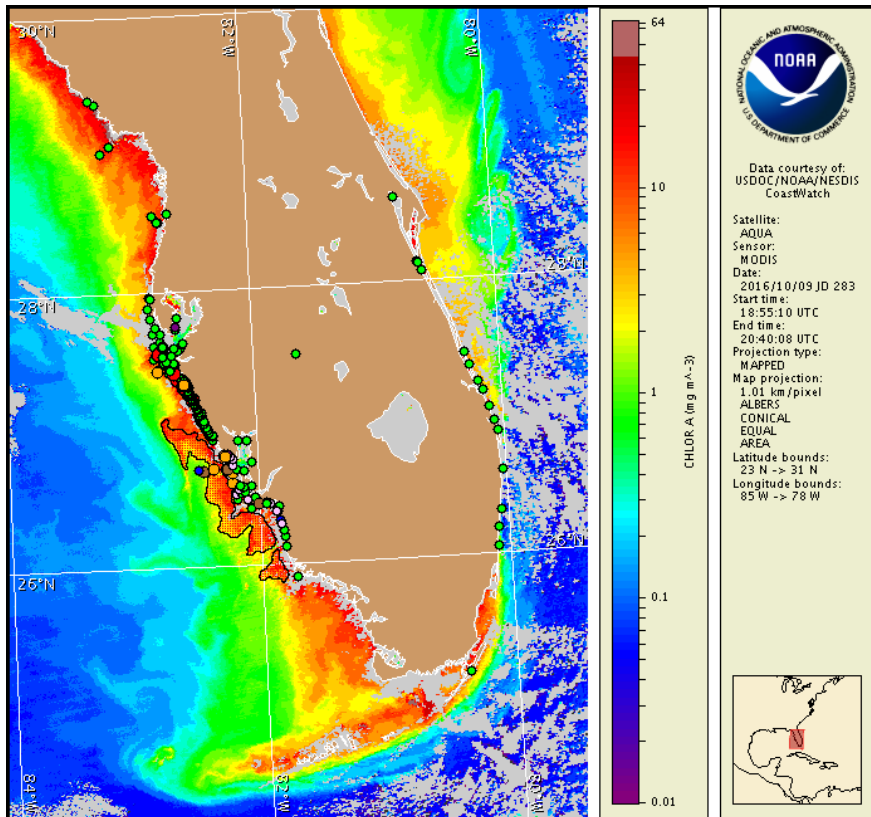 30°N
82°W
80°W
28°N
28°N
26°N
26°N
84°W
82°W
80°W
64
10
1
0.1
0.01
CHLOR A (mg m^-3)
NATIONAL OCEANIC AND ATMOSPHERIC ADMINISTRATION
NOAA
U.S. DEPARTMENT OF COMMERCE
Data courtesy of:
USDOC/NOAA/NESDIS
CoastWatch
Satellite:
AQUA
Sensor:
MODIS
Date:
2016/10/09 JD 283
Start time:
18:55:10 UTC
End time:
20:40:08 UTC
Projection type:
MAPPED
Map projection:
1.01 km/pixel
ALBERS
CONICAL
EQUAL
AREA
Latitude bounds:
23 N -> 31 N
Longitude bounds:
85 W -> 78 W